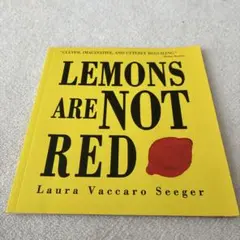 "CLEVER, IMAGINATIVE, AND UTTERLY BEGUILING."
LEMONS
ARE NOT
RED
Laura Vaccaro Seeger